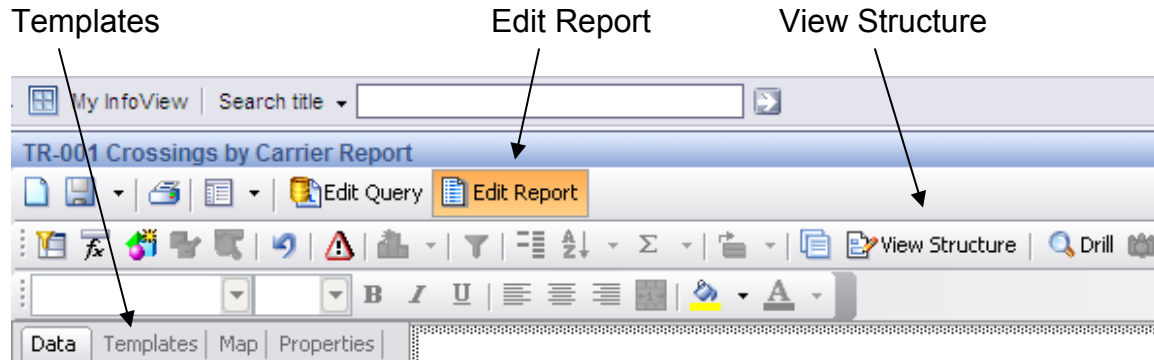 Templates Edit Report View Structure
My InfoView Search title
TR-001 Crossings by Carrier Report
Edit Query Edit Report
fx A Z Σ View Structure Drill
B I U A
Data Templates Map Properties